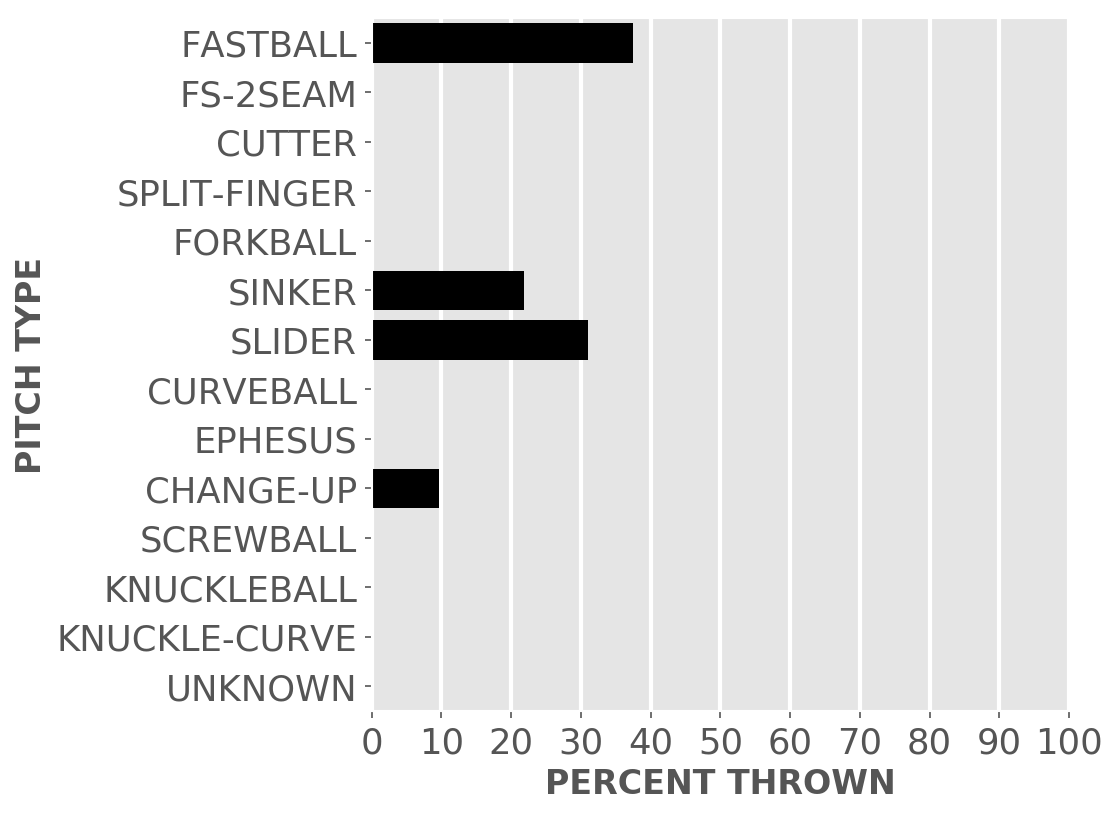 FASTBALL
FS-2SEAM
CUTTER
SPLIT-FINGER
FORKBALL
SINKER
SLIDER
CURVEBALL
EPHESUS
CHANGE-UP
SCREWBALL
KNUCKLEBALL
KNUCKLE-CURVE
UNKNOWN
PITCH TYPE
0 10 20 30 40 50 60 70 80 90 100
PERCENT THROWN